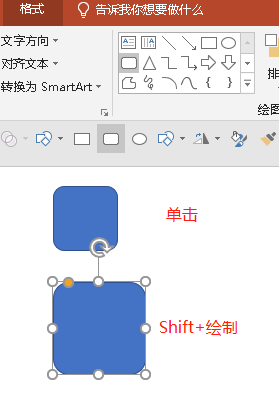 格式
告诉我你想要做什么
文字方向
对齐文本
转换为 SmartArt
排
绘图
单击
Shift+绘制